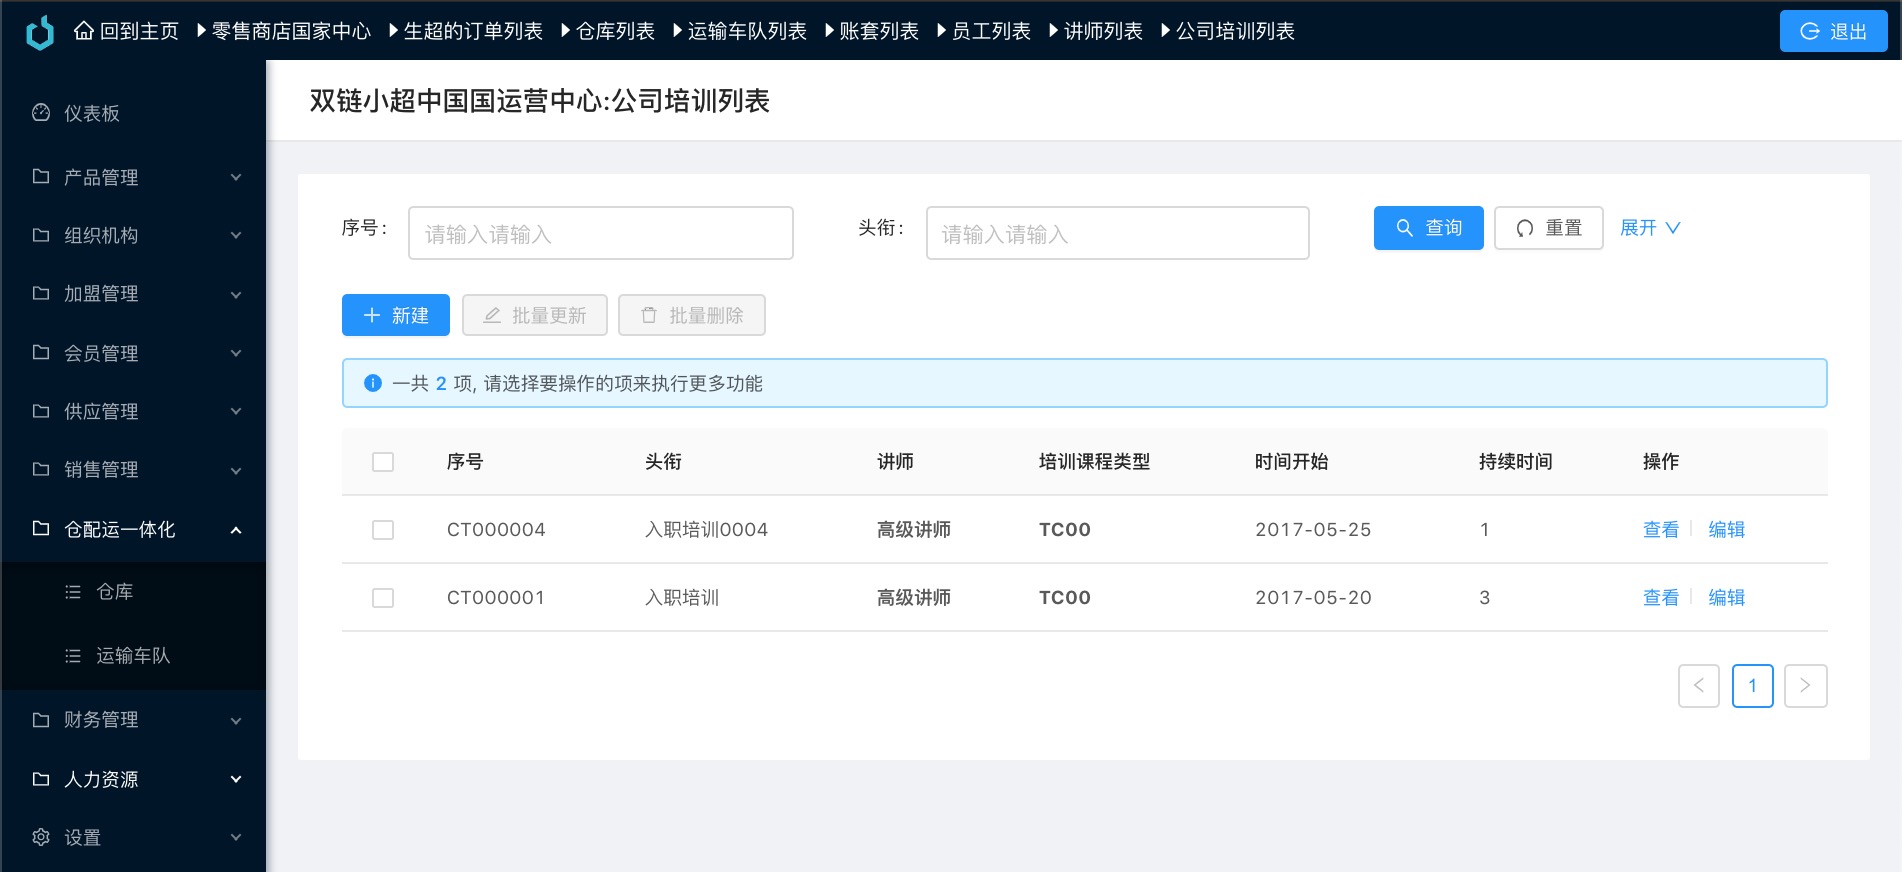 回到主页 零售商店国家中心 生超的订单列表 仓库列表 运输车队列表 账套列表 员工列表 讲师列表 公司培训列表 退出
仪表板
产品管理
组织机构
加盟管理
会员管理
供应管理
销售管理
仓配运一体化
仓库
运输车队
财务管理
人力资源
设置
双链小超中国国运营中心:公司培训列表
序号: 请输入请输入 头衔: 请输入请输入 查询 重置 展开
新建 批量更新 批量删除
一共 2 项, 请选择要操作的项来执行更多功能
序号 头衔 讲师 培训课程类型 时间开始 持续时间 操作
CT000004 入职培训0004 高级讲师 TC00 2017-05-25 1 查看 编辑
CT000001 入职培训 高级讲师 TC00 2017-05-20 3 查看 编辑
1